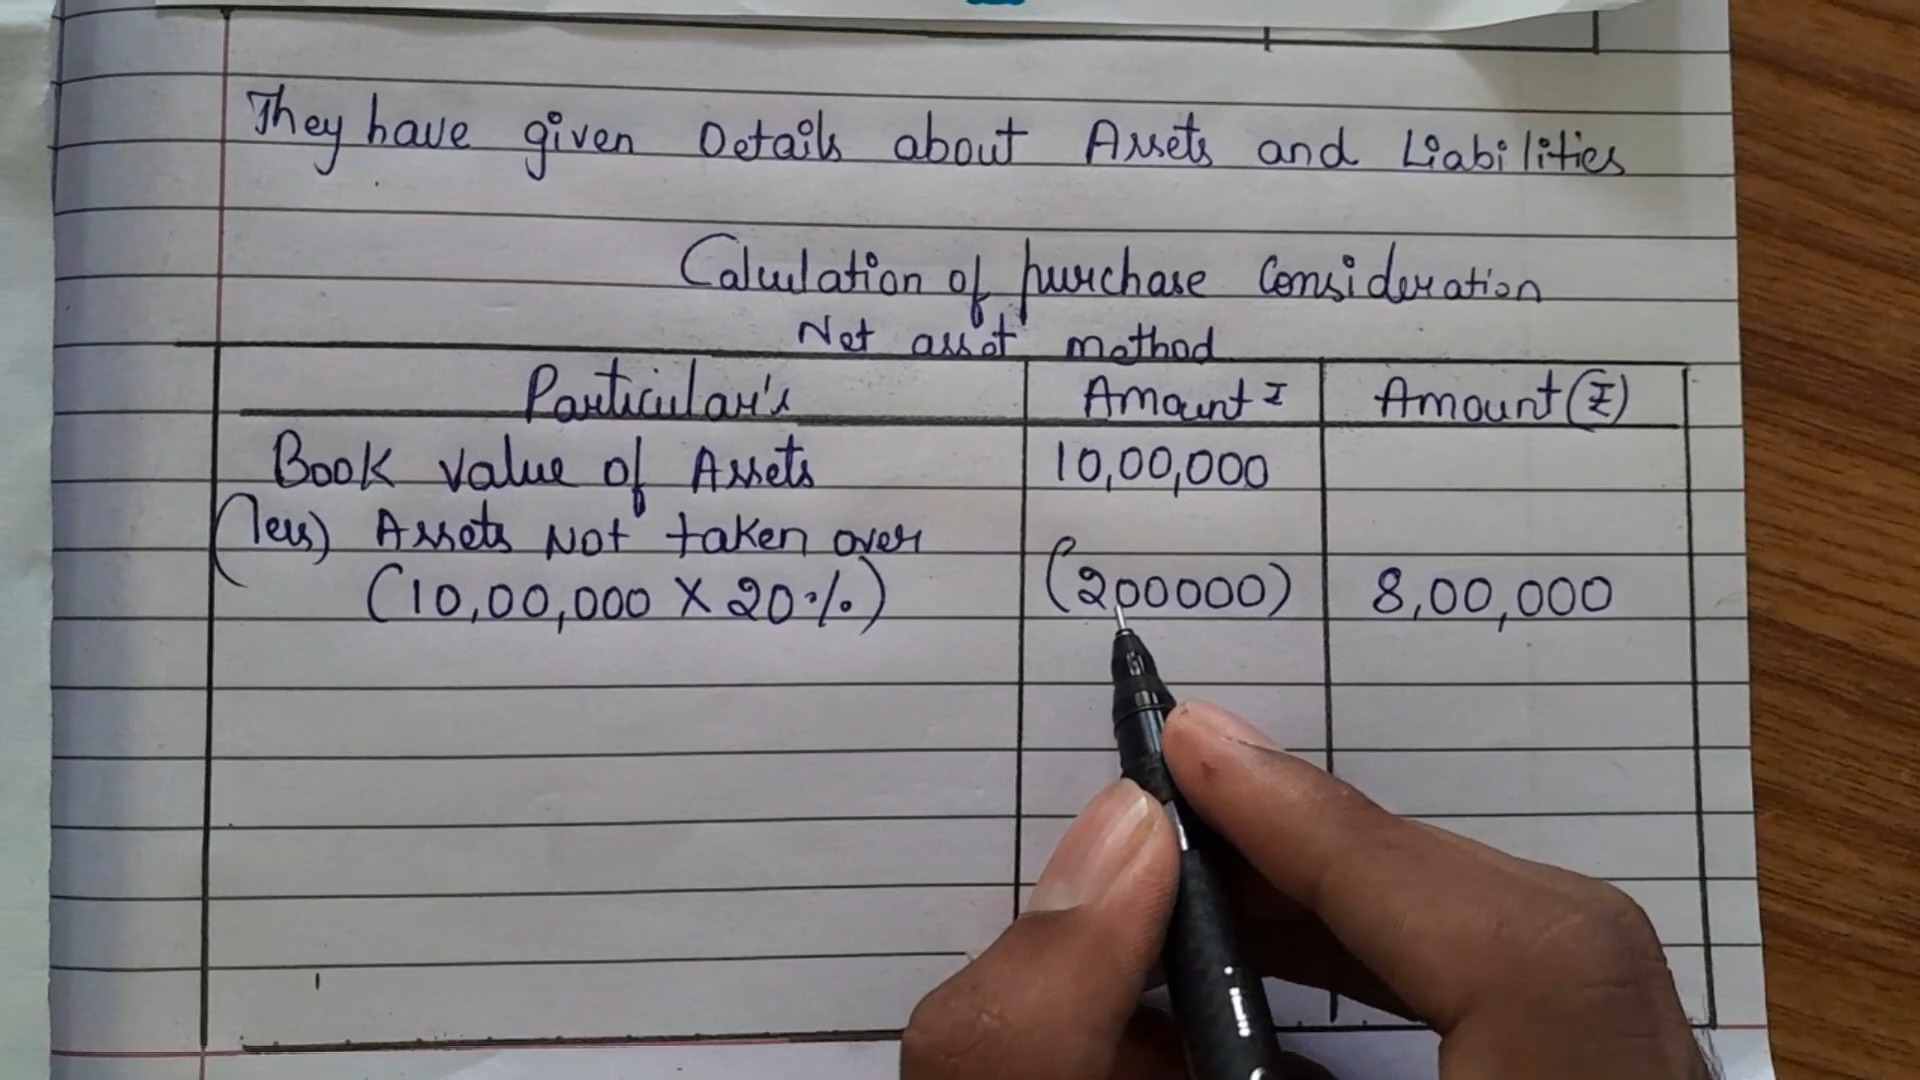 They have given Details about Assets and Liabilities
Calculation of purchase Consideration
Net asset method
Particular's Amount ₹ Amount (₹)
Book value of Assets 10,00,000
(less) Assets Not taken over
(10,00,000 X 20%) (200000) 8,00,000